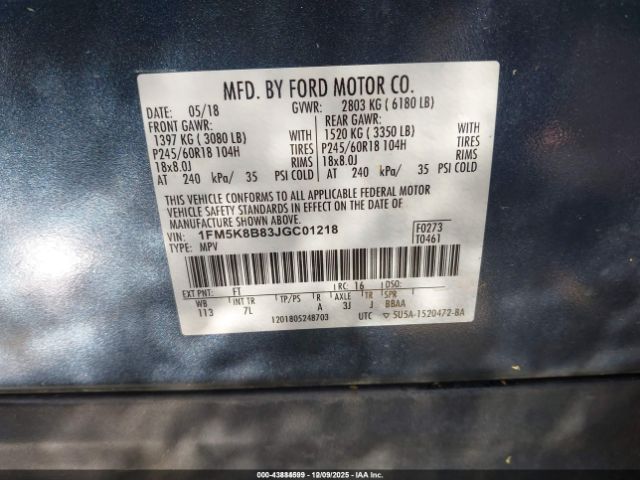 MFD. BY FORD MOTOR CO.
DATE: 05/18 GVWR: 2803 KG ( 6180 LB)
FRONT GAWR: REAR GAWR:
1397 KG ( 3080 LB) WITH 1520 KG ( 3350 LB) WITH
P245/60R18 104H TIRES P245/60R18 104H TIRES
18x8.0J RIMS 18x8.0J RIMS
AT 240 kPa/ 35 PSI COLD AT 240 kPa/ 35 PSI COLD
THIS VEHICLE CONFORMS TO ALL APPLICABLE FEDERAL MOTOR
VEHICLE SAFETY STANDARDS IN EFFECT ON THE DATE OF
MANUFACTURE SHOWN ABOVE.
VIN: 1FM5K8B83JGC01218 F0273
TYPE: MPV T0461
EXT PNT: FT RC: 16 DSO:
WB INT TR TP/PS R AXLE TR SPR
113 7L A 3J J BBAA
1201805248703 UTC ▽ 5U5A-1520472-BA
000-43884599 12/09/2025 - IAAI.COM